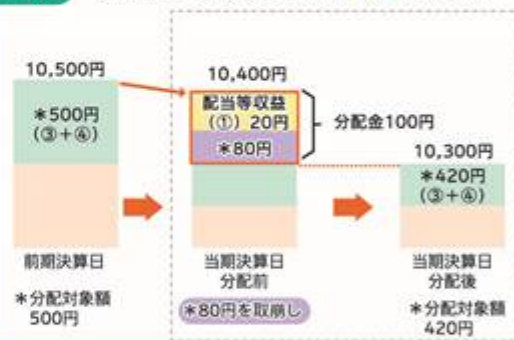 10,500円
*500円
(③+④)
前期決算日
*分配対象額
500円
10,400円
配当等収益
(①) 20円
*80円
分配金100円
当期決算日
分配前
*80円を取崩し
10,300円
*420円
(③+④)
当期決算日
分配後
*分配対象額
420円